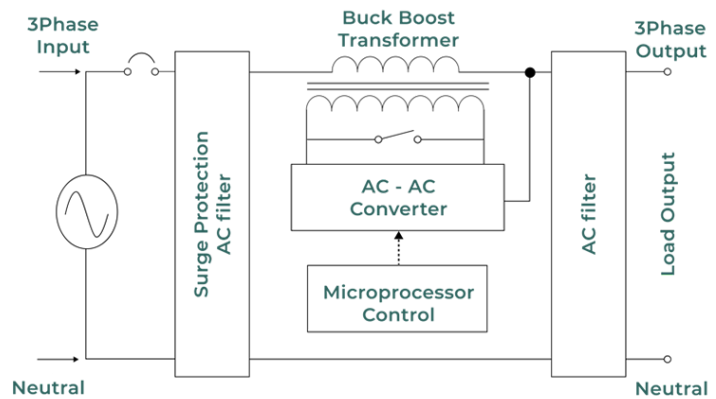 3Phase
Input
Buck Boost
Transformer
3Phase
Output
Surge Protection
AC filter
AC - AC
Converter
AC filter
Load Output
Microprocessor
Control
Neutral
Neutral